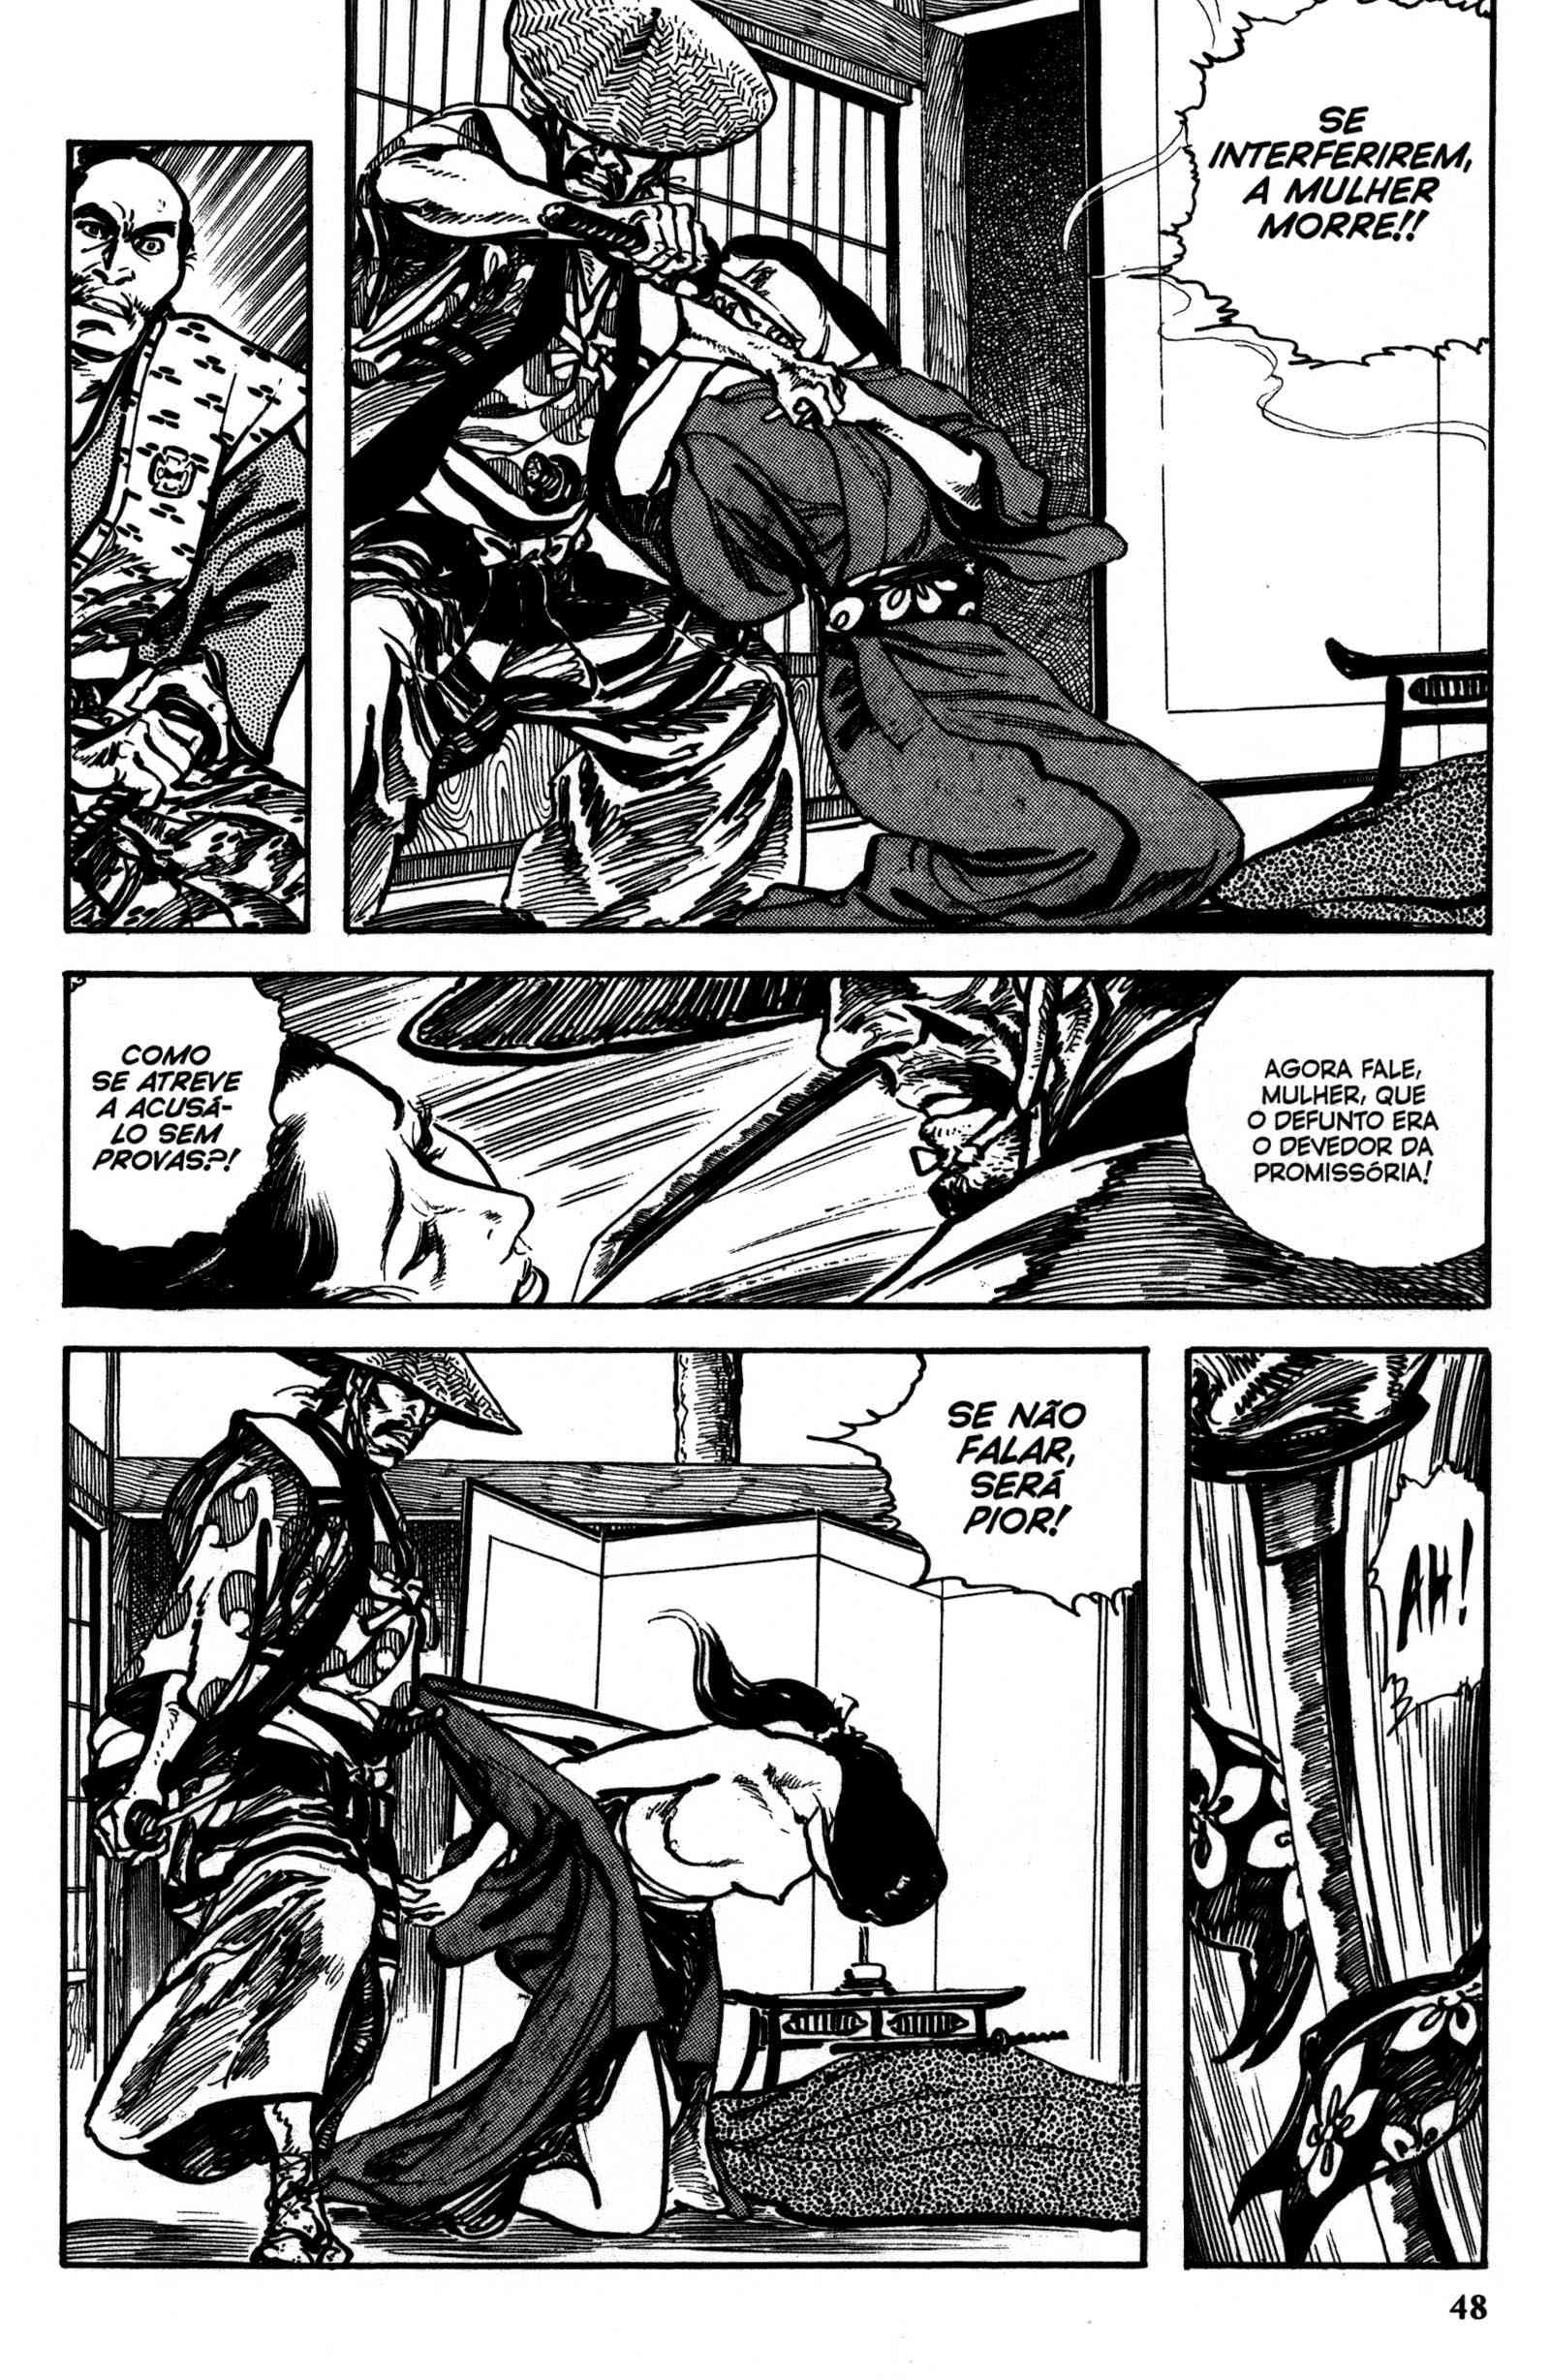 SE
INTERFERIREM,
A MULHER
MORRE!!
AGORA FALE,
MULHER, QUE
O DEFUNTO ERA
O DEVEDOR DA
PROMISSÓRIA!
COMO
SE ATREVE
A ACUSÁ-
LO SEM
PROVAS?!
AH!
SE NÃO
FALAR,
SERÁ
PIOR!
48